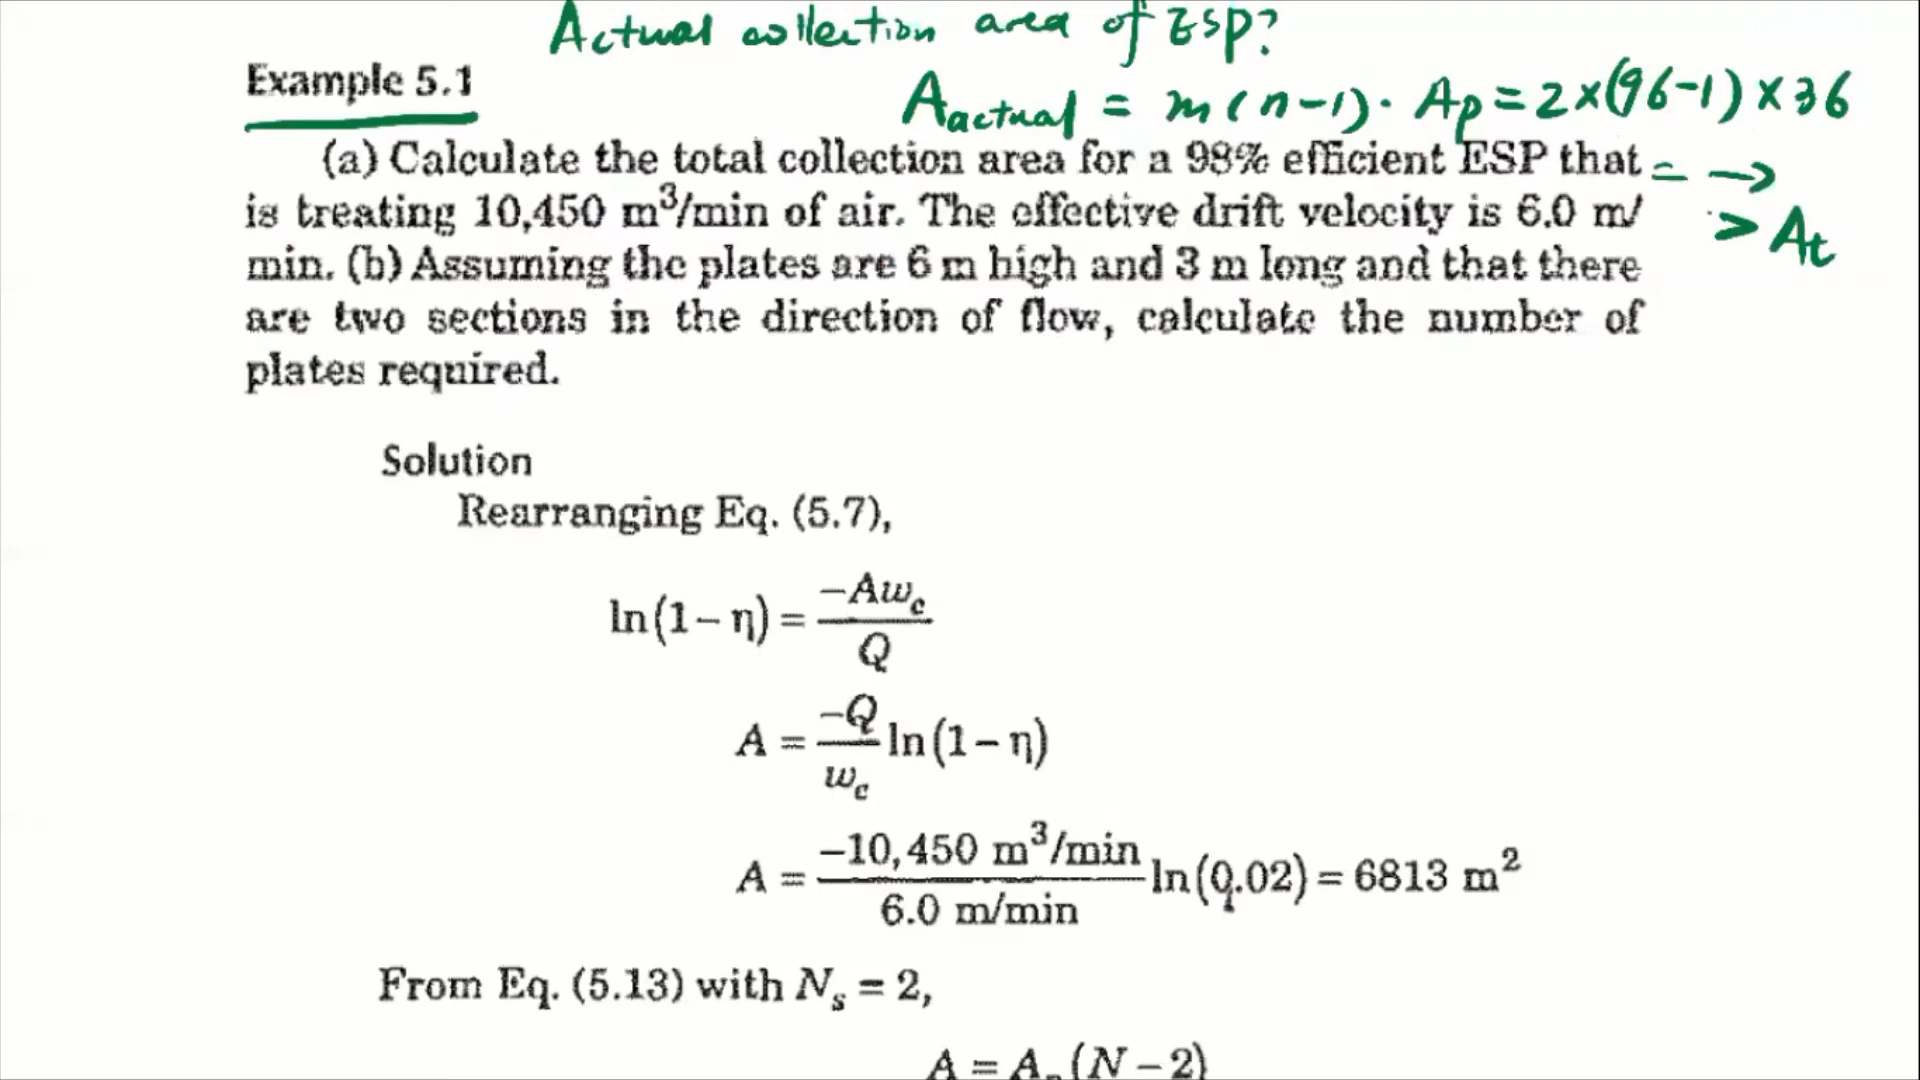 Actual collection area of ESP?
Example 5.1
A_actual = m(n-1)·Ap = 2×(96-1)×36
(a) Calculate the total collection area for a 98% efficient ESP that = →
is treating 10,450 m³/min of air. The effective drift velocity is 6.0 m/
> At
min. (b) Assuming the plates are 6 m high and 3 m long and that there
are two sections in the direction of flow, calculate the number of
plates required.
Solution
Rearranging Eq. (5.7),
ln(1 – η) = –Aw_e / Q
A = –Q / w_e ln(1 – η)
A = –10,450 m³/min / 6.0 m/min ln(0.02) = 6813 m²
From Eq. (5.13) with N_s = 2,
A = A_p(N – 2)